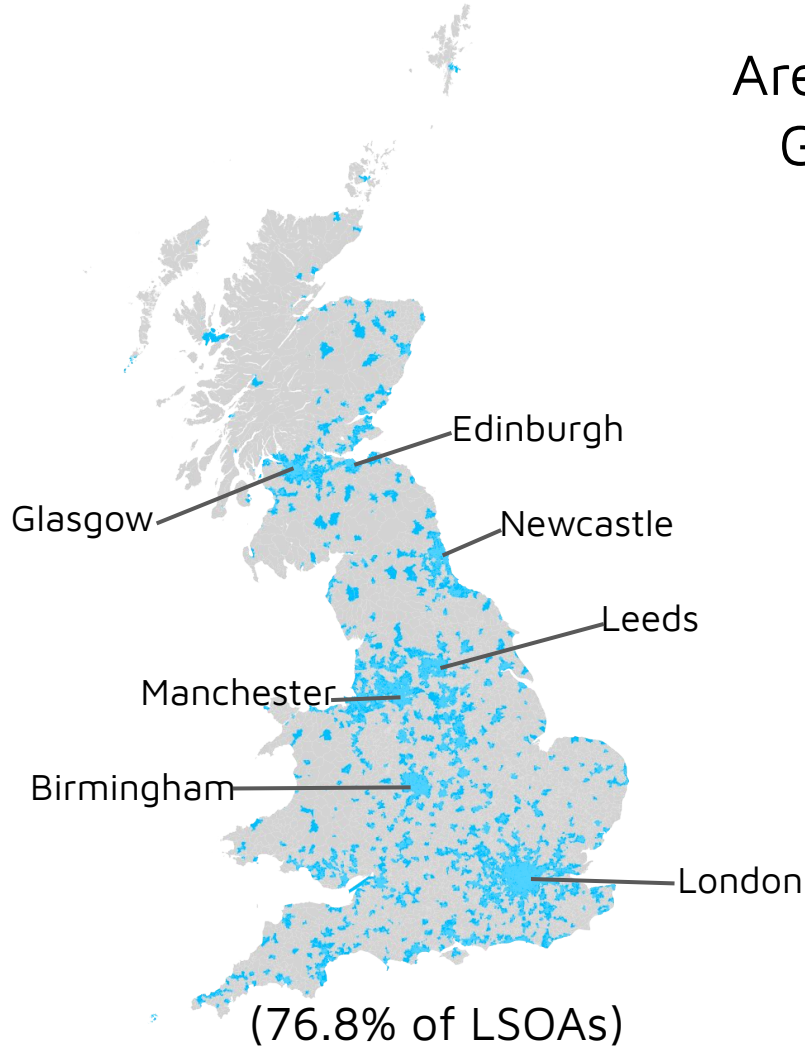 Are
G
Edinburgh
Glasgow
Newcastle
Leeds
Manchester
Birmingham
London
(76.8% of LSOAs)